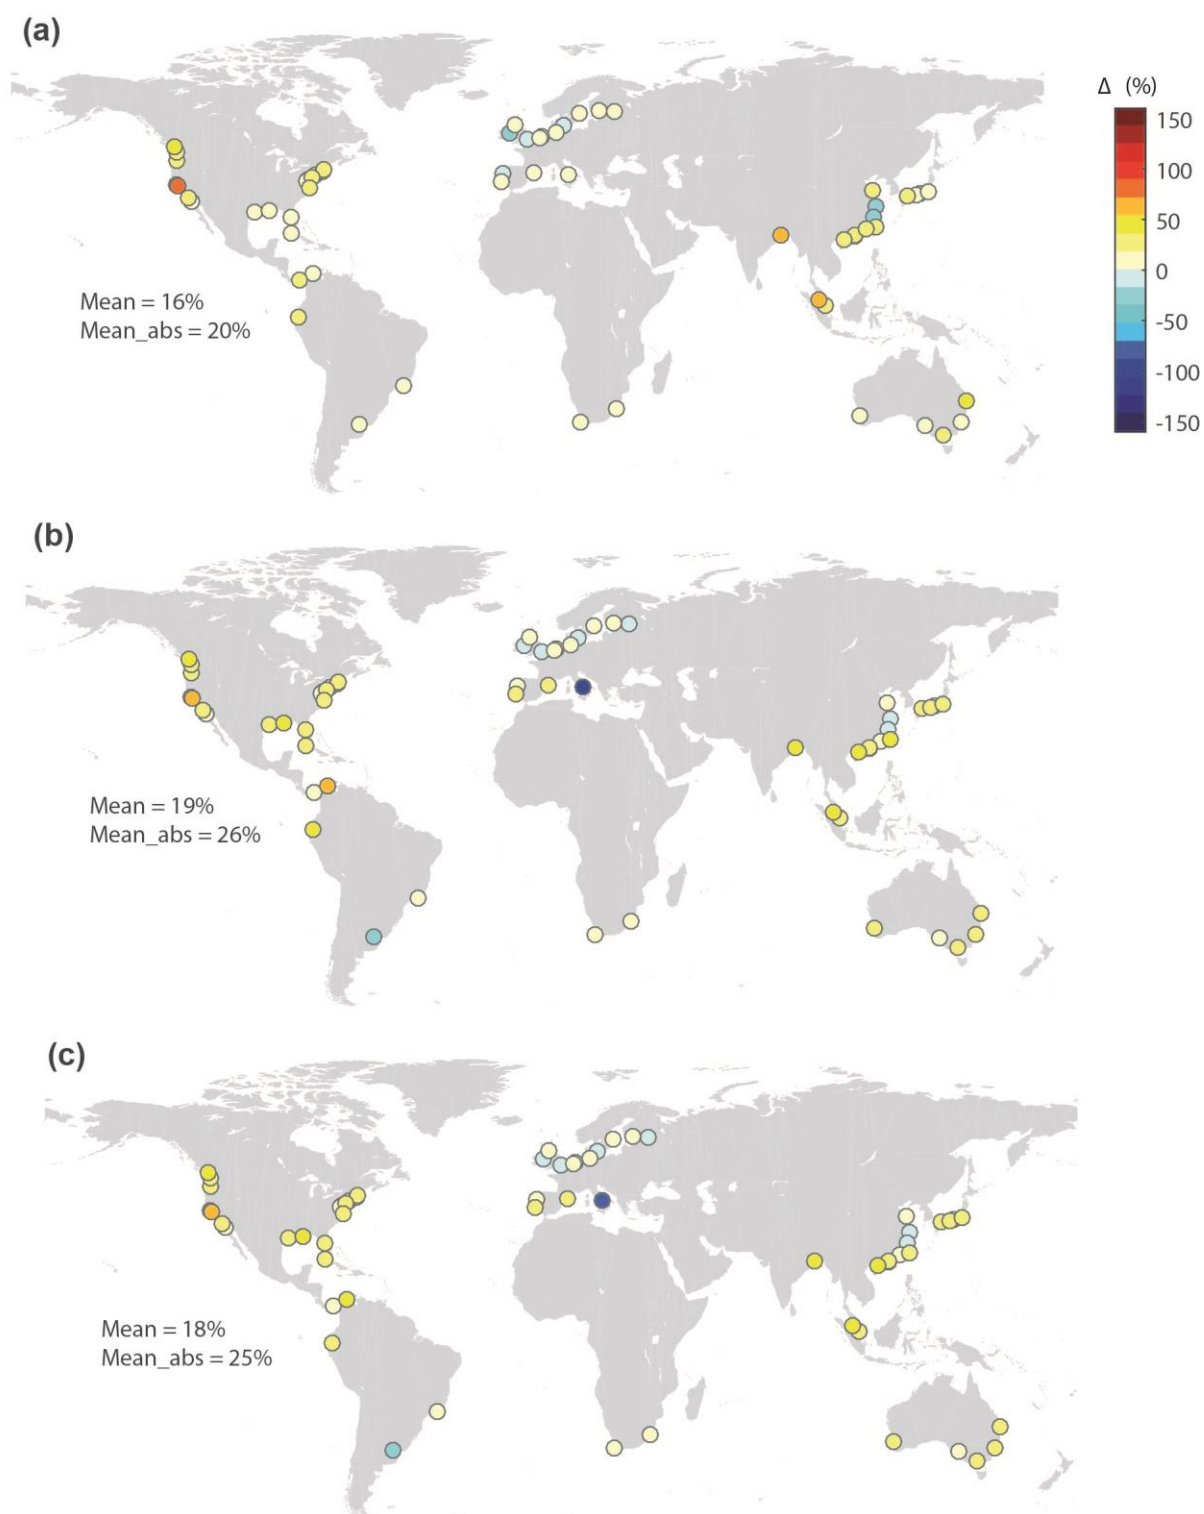 (a)
Δ (%)
150
100
50
0
-50
-100
-150
Mean = 16%
Mean_abs = 20%
(b)
Mean = 19%
Mean_abs = 26%
(c)
Mean = 18%
Mean_abs = 25%